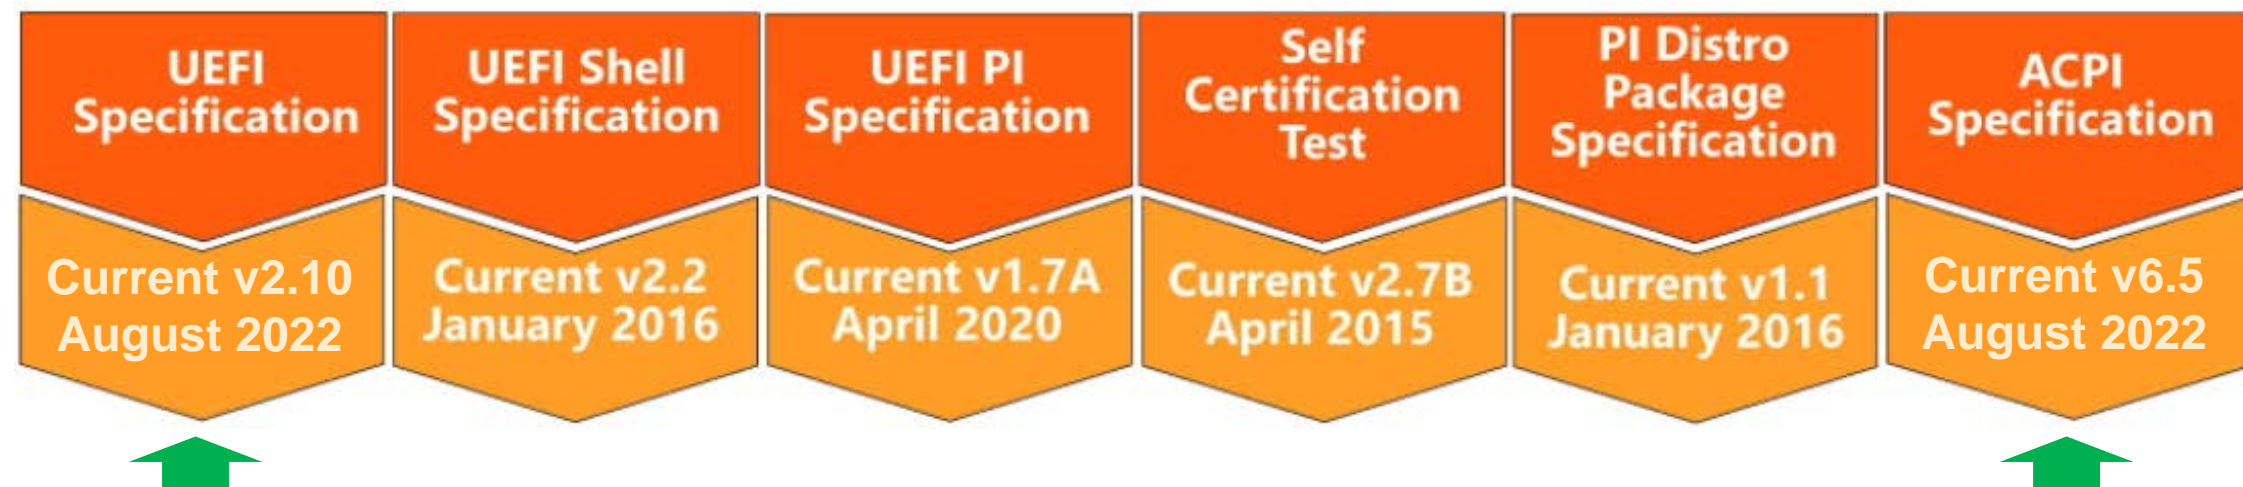 UEFI
Specification
Current v2.10
August 2022
UEFI Shell
Specification
Current v2.2
January 2016
UEFI PI
Specification
Current v1.7A
April 2020
Self
Certification
Test
Current v2.7B
April 2015
PI Distro
Package
Specification
Current v1.1
January 2016
ACPI
Specification
Current v6.5
August 2022